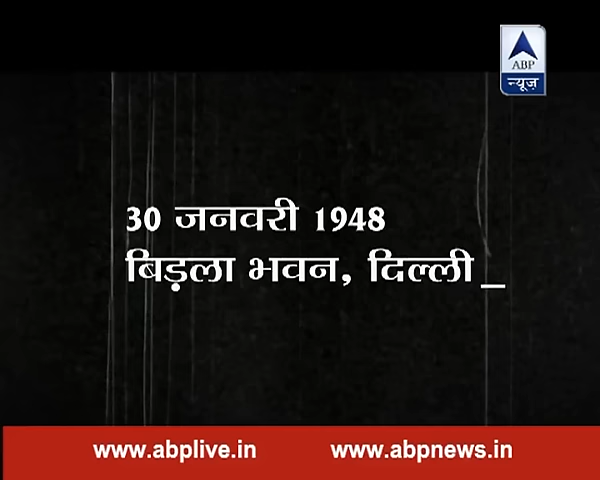 ABP
न्यूज़
30 जनवरी 1948
बिड़ला भवन, दिल्ली_
www.abplive.in www.abpnews.in